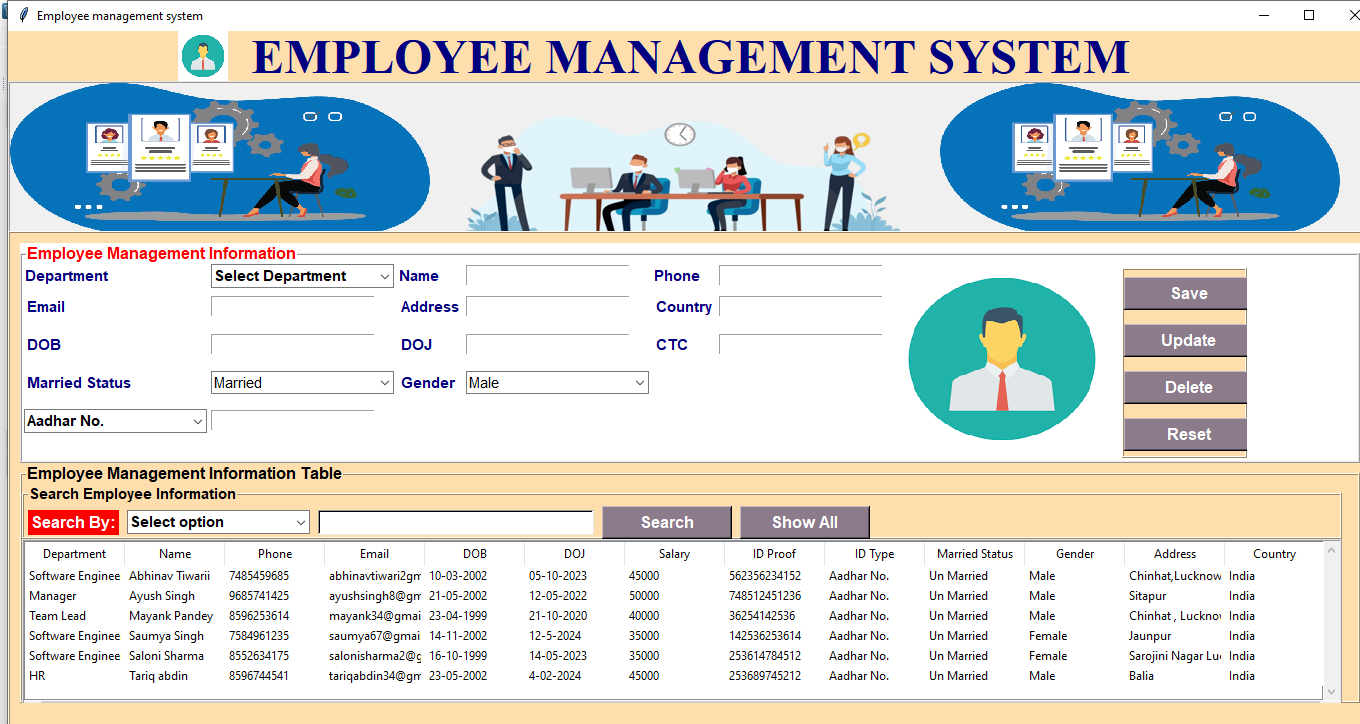 Employee management system
EMPLOYEE MANAGEMENT SYSTEM
Employee Management Information
Department Select Department Name Phone
Email Address Country
DOB DOJ CTC
Married Status Married Gender Male
Aadhar No.
Save
Update
Delete
Reset
Employee Management Information Table
Search Employee Information
Search By: Select option Search Show All
Department Name Phone Email DOB DOJ Salary ID Proof ID Type Married Status Gender Address Country
Software Enginee Abhinav Tiwarii 7485459685 abhinavtiwari2gm 10-03-2002 05-10-2023 45000 562356234152 Aadhar No. Un Married Male Chinhat,Lucknow India
Manager Ayush Singh 9685741425 ayushsingh8@gm 21-05-2002 12-05-2022 50000 748512451236 Aadhar No. Un Married Male Sitapur India
Team Lead Mayank Pandey 8596253614 mayank34@gmai 23-04-1999 21-10-2020 40000 36254142536 Aadhar No. Un Married Male Chinhat , Lucknow India
Software Enginee Saumya Singh 7584961235 saumya67@gmai 14-11-2002 12-5-2024 35000 142536253614 Aadhar No. Un Married Female Jaunpur India
Software Enginee Saloni Sharma 8552634175 salonisharma2@g 16-10-1999 14-05-2023 35000 253614784512 Aadhar No. Un Married Female Sarojini Nagar Lu India
HR Tariq abdin 8596744541 tariqabdin34@gm 23-05-2002 4-02-2024 45000 253689745212 Aadhar No. Un Married Male Balia India